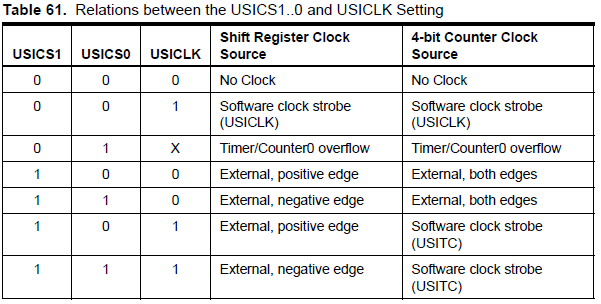 Table 61. Relations between the USICS1..0 and USICLK Setting
USICS1 USICS0 USICLK Shift Register Clock Source 4-bit Counter Clock Source
0 0 0 No Clock No Clock
0 0 1 Software clock strobe (USICLK) Software clock strobe (USICLK)
0 1 X Timer/Counter0 overflow Timer/Counter0 overflow
1 0 0 External, positive edge External, both edges
1 1 0 External, negative edge External, both edges
1 0 1 External, positive edge Software clock strobe (USITC)
1 1 1 External, negative edge Software clock strobe (USITC)